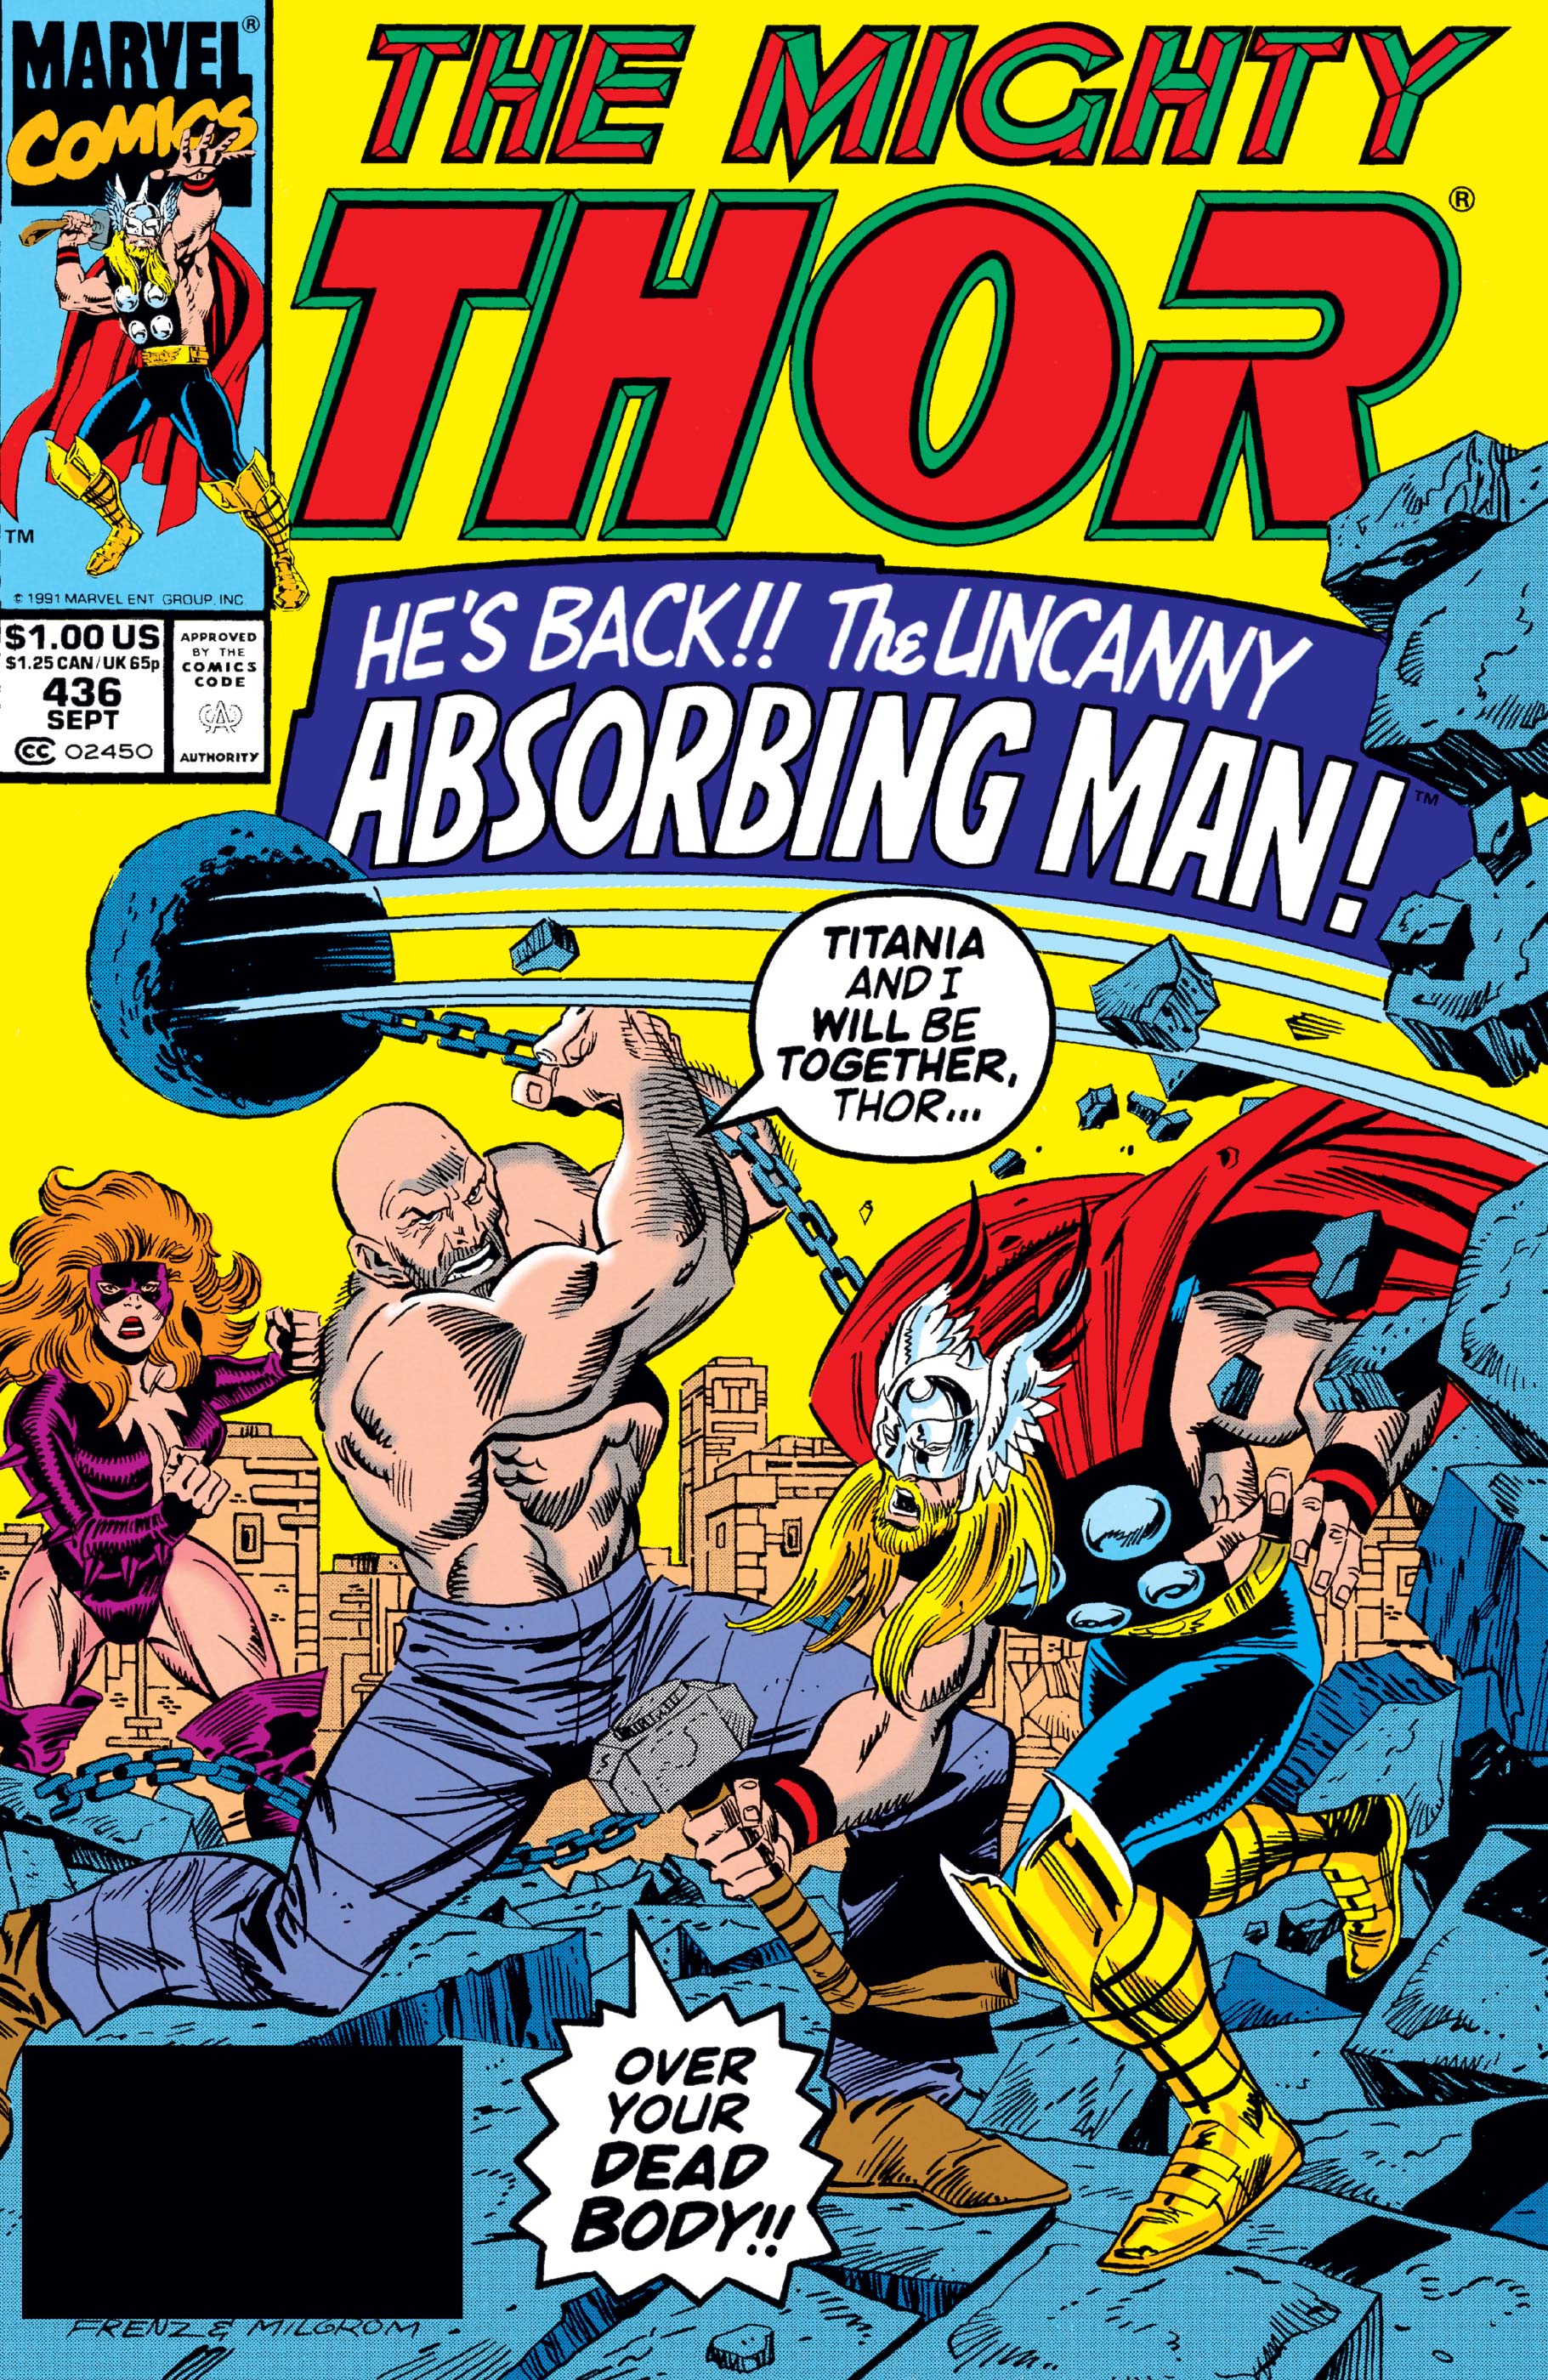 MARVEL®
COMICS
TM
© 1991 MARVEL ENT. GROUP, INC.
$1.00 US
$1.25 CAN/UK 65p
436
SEPT
CC 02450
APPROVED
BY THE
COMICS
CODE
CA
AUTHORITY
THE MIGHTY
THOR®
HE'S BACK!! The UNCANNY
ABSORBING MAN!™
TITANIA
AND I
WILL BE
TOGETHER,
THOR...
OVER
YOUR
DEAD
BODY!!
FRENZ & MILGROM